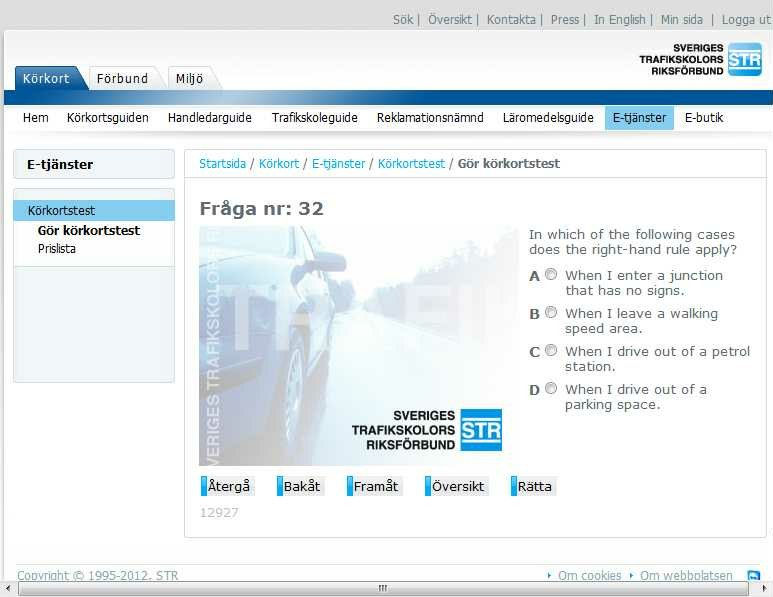 Sök | Översikt | Kontakta | Press | In English | Min sida | Logga ut
SVERIGES
TRAFIKSKOLORS
RIKSFÖRBUND
STR
Körkort Förbund Miljö
Hem Körkortsguiden Handledarguide Trafikskoleguide Reklamationsnämnd Läromedelsguide E-tjänster E-butik
E-tjänster
Startsida / Körkort / E-tjänster / Körkortstest / Gör körkortstest
Körkortstest
Gör körkortstest
Prislista
Fråga nr: 32
In which of the following cases
does the right-hand rule apply?
A When I enter a junction
that has no signs.
B When I leave a walking
speed area.
C When I drive out of a petrol
station.
D When I drive out of a
parking space.
VERIGES TRAFIKSKOLORS
TRAFI
SVERIGES
TRAFIKSKOLORS
RIKSFÖRBUND
STR
Återgå Bakåt Framåt Översikt Rätta
12927
Copyright © 1995-2012, STR
Om cookies Om webbplatsen